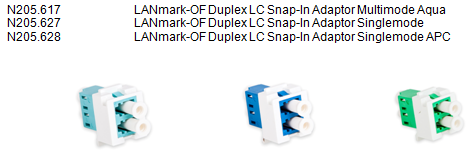 N205.617 LANmark-OF Duplex LC Snap-In Adaptor Multimode Aqua
N205.627 LANmark-OF Duplex LC Snap-In Adaptor Singlemode
N205.628 LANmark-OF Duplex LC Snap-In Adaptor Singlemode APC